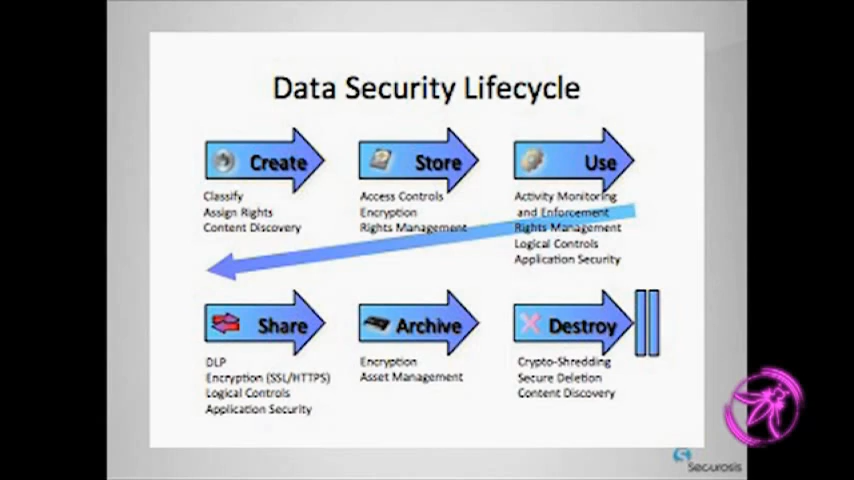 Data Security Lifecycle
Create
Classify
Assign Rights
Content Discovery
Store
Access Controls
Encryption
Rights Management
Use
Activity Monitoring
and Enforcement
Rights Management
Logical Controls
Application Security
Share
DLP
Encryption (SSL/HTTPS)
Logical Controls
Application Security
Archive
Encryption
Asset Management
Destroy
Crypto-Shredding
Secure Deletion
Content Discovery
Securosis